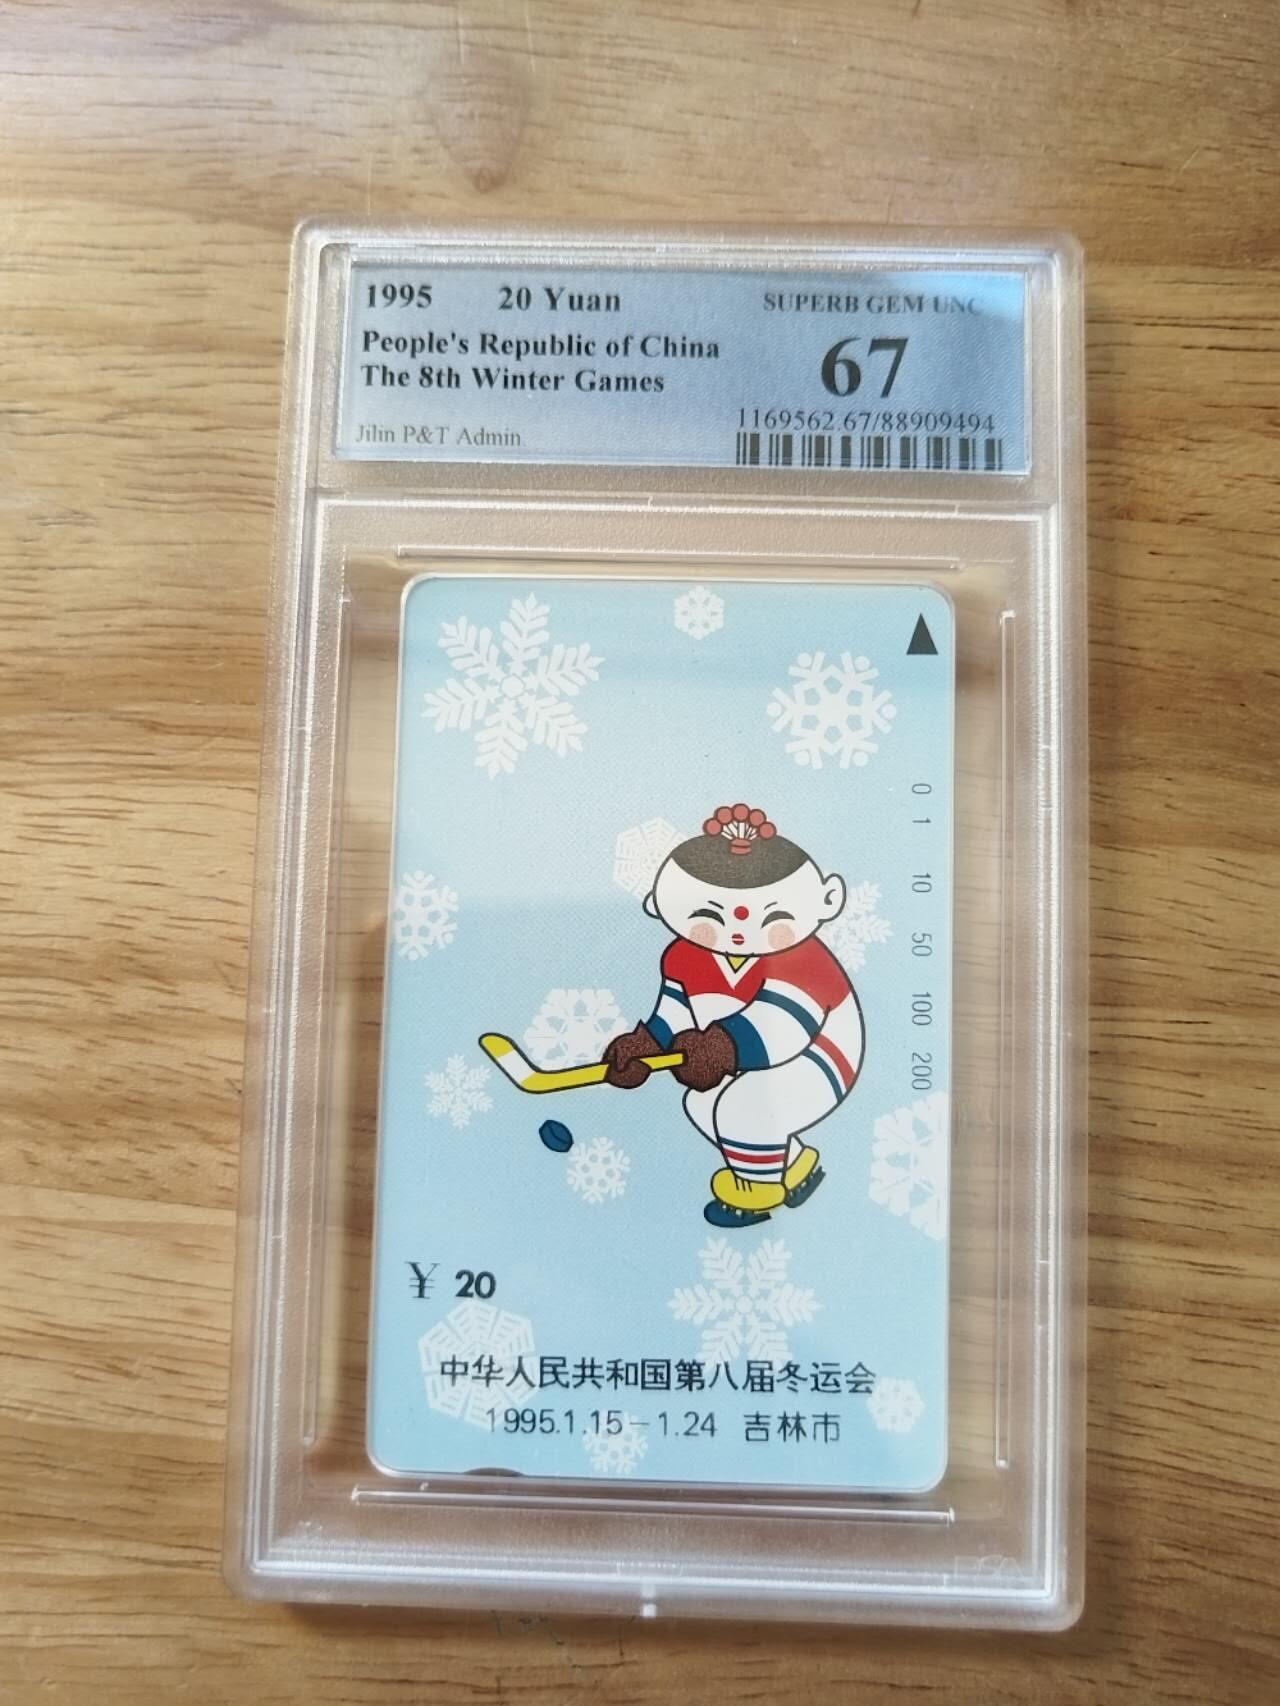 1995 20 Yuan
People's Republic of China
The 8th Winter Games
Jilin P&T Admin.
SUPERB GEM UNC
67
1169562.67/88909494
0 1 10 50 100 200
¥ 20
中华人民共和国第八届冬运会
1995.1.15-1.24 吉林市